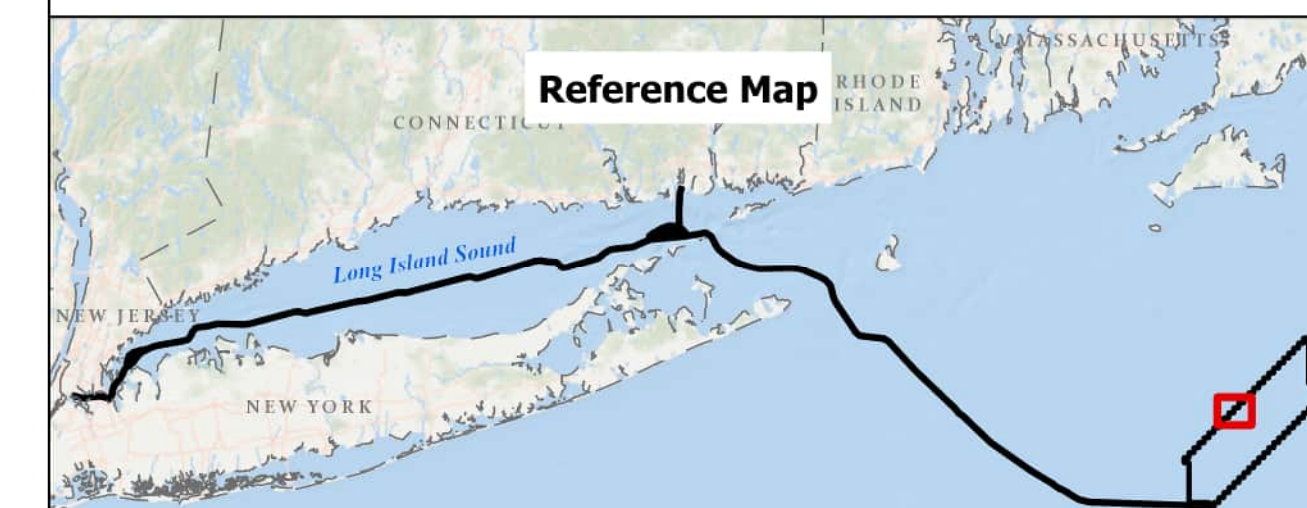 MASSACHUSETTS
Reference Map
RHODE
ISLAND
CONNECTICUT
Long Island Sound
NEW JERSEY
NEW YORK